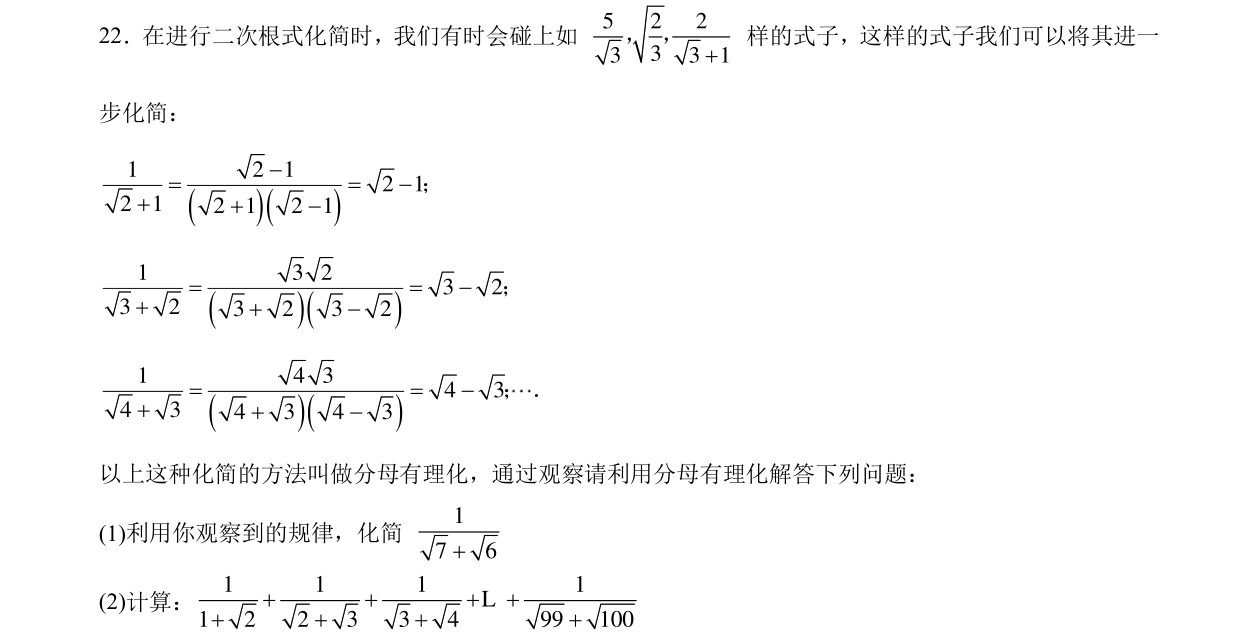 22．在进行二次根式化简时，我们有时会碰上如 5/√3,√(2/3),2/(√3+1) 样的式子，这样的式子我们可以将其进一
步化简：
1/(√2+1)=(√2-1)/((√2+1)(√2-1))=√2-1;
1/(√3+√2)=(√3√2)/((√3+√2)(√3-√2))=√3-√2;
1/(√4+√3)=(√4√3)/((√4+√3)(√4-√3))=√4-√3;⋯.
以上这种化简的方法叫做分母有理化，通过观察请利用分母有理化解答下列问题：
(1)利用你观察到的规律，化简 1/(√7+√6)
(2)计算：1/(1+√2)+1/(√2+√3)+1/(√3+√4)+L +1/(√99+√100)